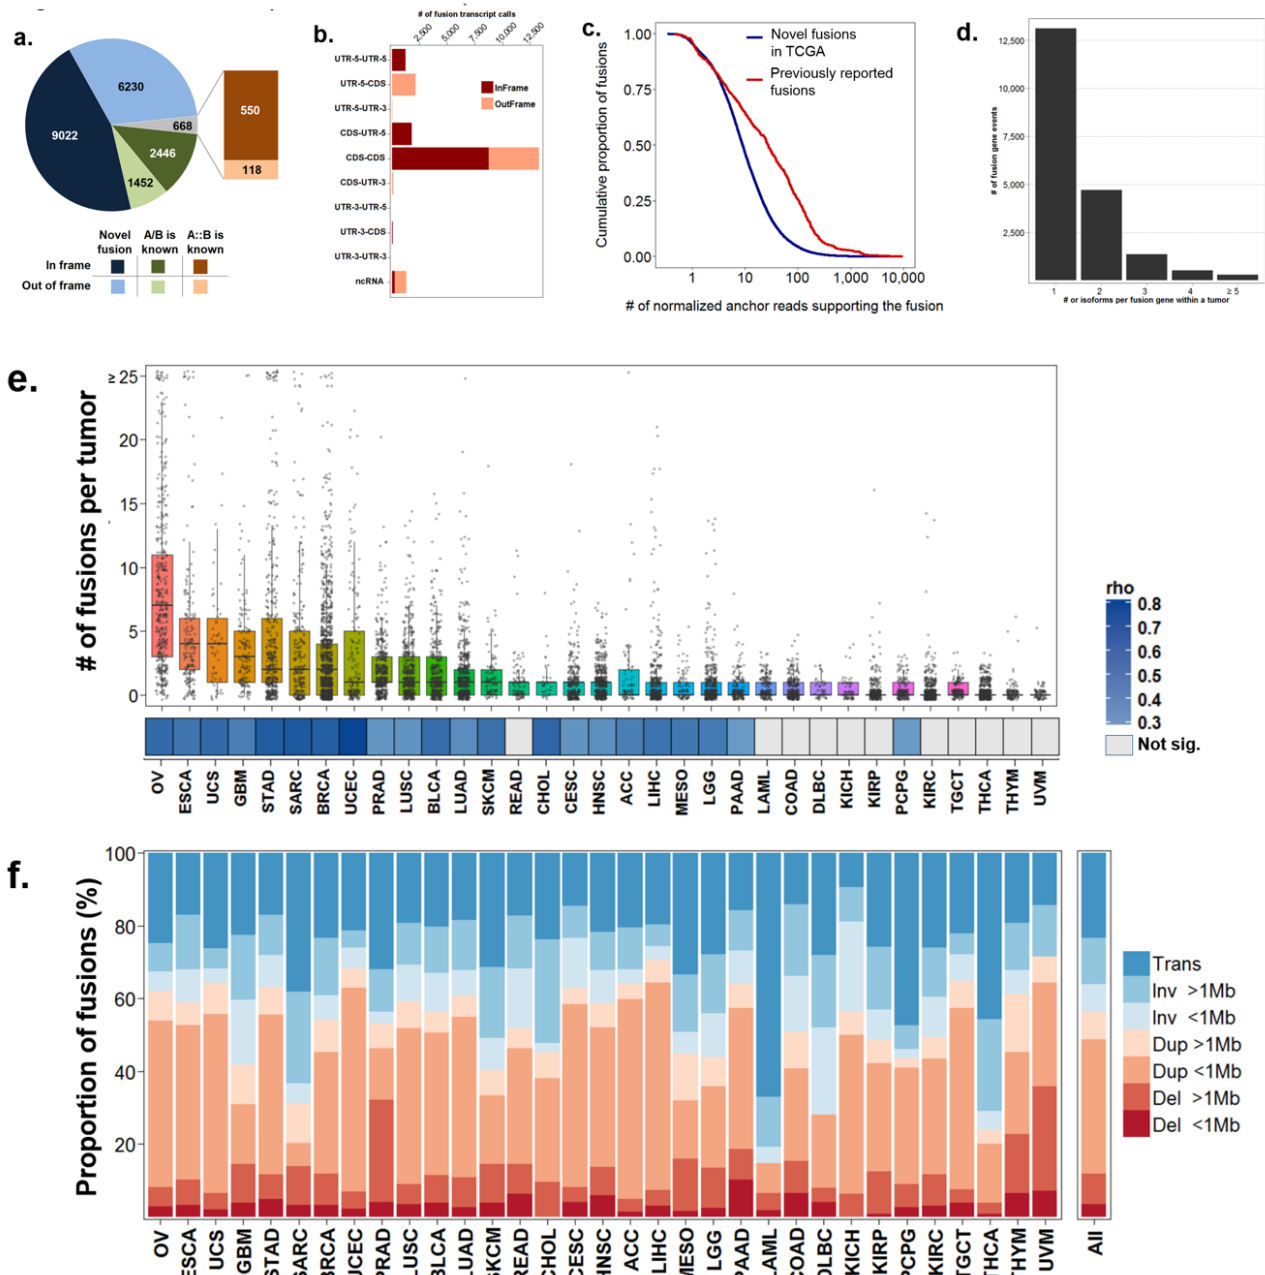 a.
6230
9022
668
2446
1452
550
118
Novel fusion
A/B is known
A::B is known
In frame
Out of frame
b.
# of fusion transcript calls
2,500
5,000
7,500
10,000
12,500
UTR-5-UTR-5
UTR-5-CDS
UTR-5-UTR-3
CDS-UTR-5
CDS-CDS
CDS-UTR-3
UTR-3-UTR-5
UTR-3-CDS
UTR-3-UTR-3
ncRNA
InFrame
OutFrame
c.
Cumulative proportion of fusions
1.00
0.75
0.50
0.25
0.00
Novel fusions
in TCGA
Previously reported
fusions
1 10 100 1,000 10,000
# of normalized anchor reads supporting the fusion
d.
# of fusion gene events
12,500
10,000
7,500
5,000
2,500
1 2 3 4 ≥ 5
# or isoforms per fusion gene within a tumor
e.
# of fusions per tumor
≥ 25
20
15
10
5
0
OV ESCA UCS GBM STAD SARC BRCA UCEC PRAD LUSC BLCA LUAD SKCM READ CHOL CESC HNSC ACC LIHC MESO LGG PAAD LAML COAD DLBC KICH KIRP PCPG KIRC TGCT THCA THYM UVM
rho
0.8
0.7
0.6
0.5
0.4
0.3
Not sig.
f.
Proportion of fusions (%)
100
80
60
40
20
OV ESCA UCS GBM STAD SARC BRCA UCEC PRAD LUSC BLCA LUAD SKCM READ CHOL CESC HNSC ACC LIHC MESO LGG PAAD LAML COAD DLBC KICH KIRP PCPG KIRC TGCT THCA THYM UVM
All
Trans
Inv >1Mb
Inv <1Mb
Dup >1Mb
Dup <1Mb
Del >1Mb
Del <1Mb